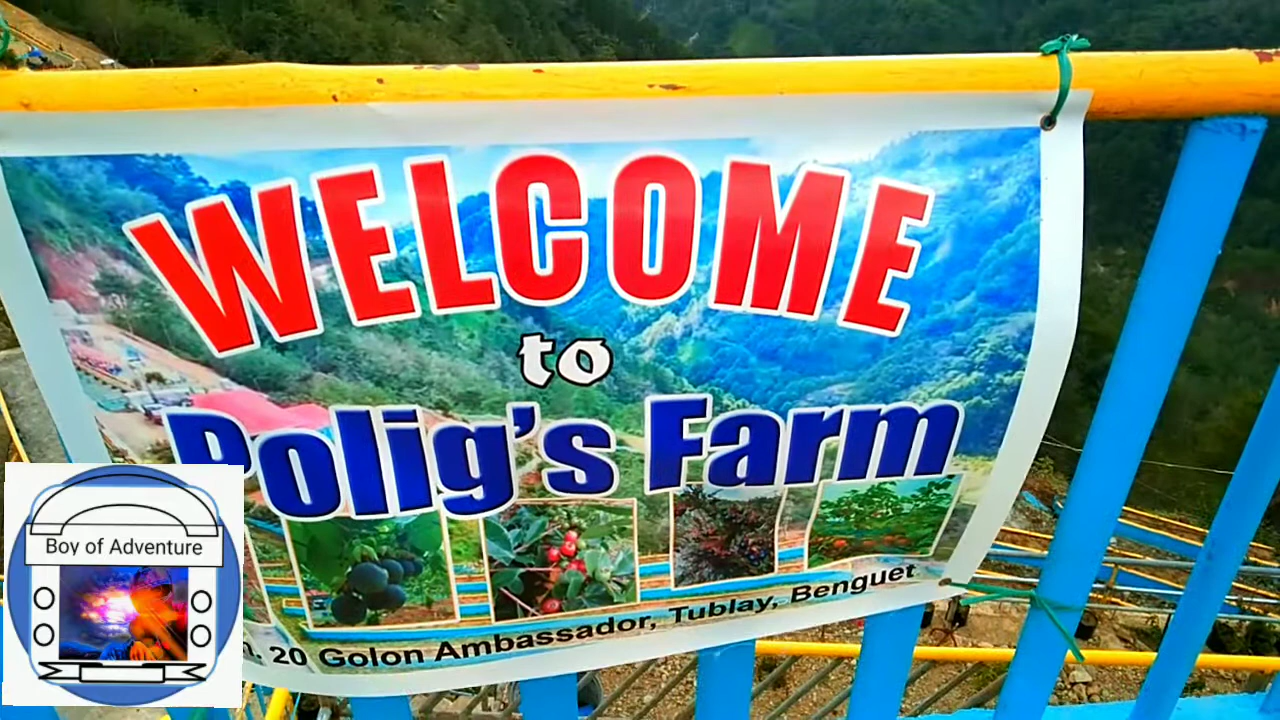 WELCOME
to
Polig's Farm
. 20 Golon Ambassador, Tublay, Benguet
Boy of Adventure